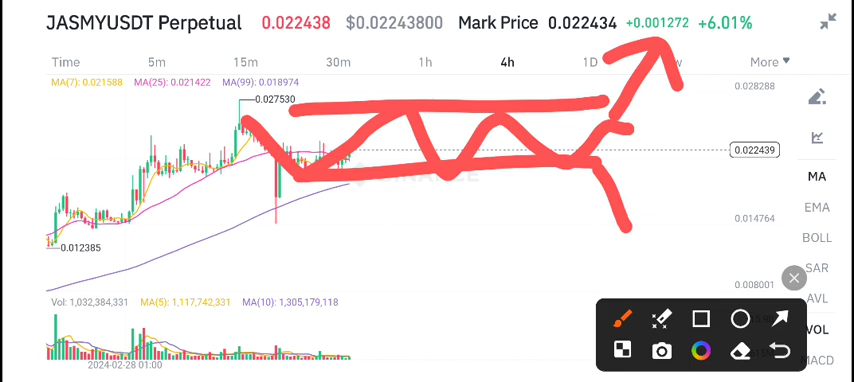 JASMYUSDT Perpetual 0.022438 $0.02243800 Mark Price 0.022434 +0.001272 +6.01%
Time 5m 15m 30m 1h 4h 1D More
MA(7): 0.021588 MA(25): 0.021422 MA(99): 0.018974
0.028288
0.027530
0.022439
MA
EMA
0.014764
BOLL
0.012385
SAR
0.008001
AVL
Vol: 1,032,384,331 MA(5): 1,117,742,331 MA(10): 1,305,179,118
VOL
MACD
2024-02-28 01:00